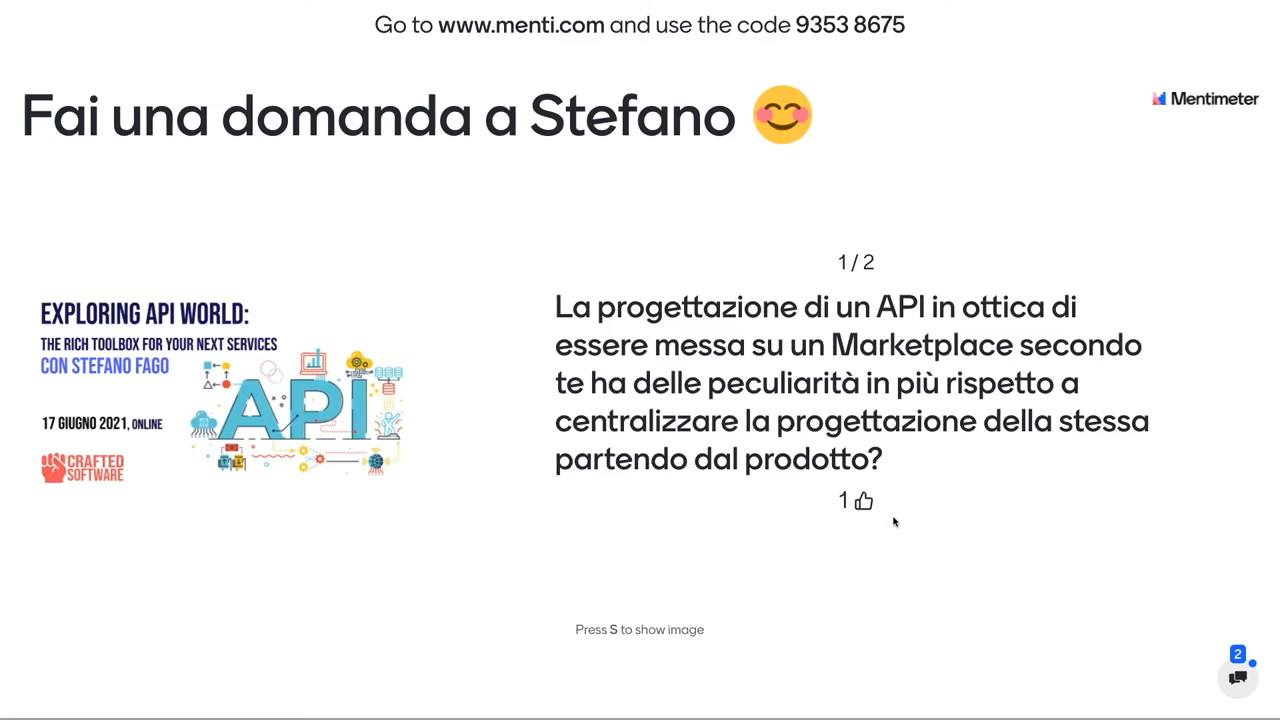 Go to www.menti.com and use the code 9353 8675
Fai una domanda a Stefano
Mentimeter
1 / 2
EXPLORING API WORLD:
THE RICH TOOLBOX FOR YOUR NEXT SERVICES
CON STEFANO FAGO
API
17 GIUGNO 2021, ONLINE
CRAFTED
SOFTWARE
La progettazione di un API in ottica di
essere messa su un Marketplace secondo
te ha delle peculiarità in più rispetto a
centralizzare la progettazione della stessa
partendo dal prodotto?
1
Press S to show image
2